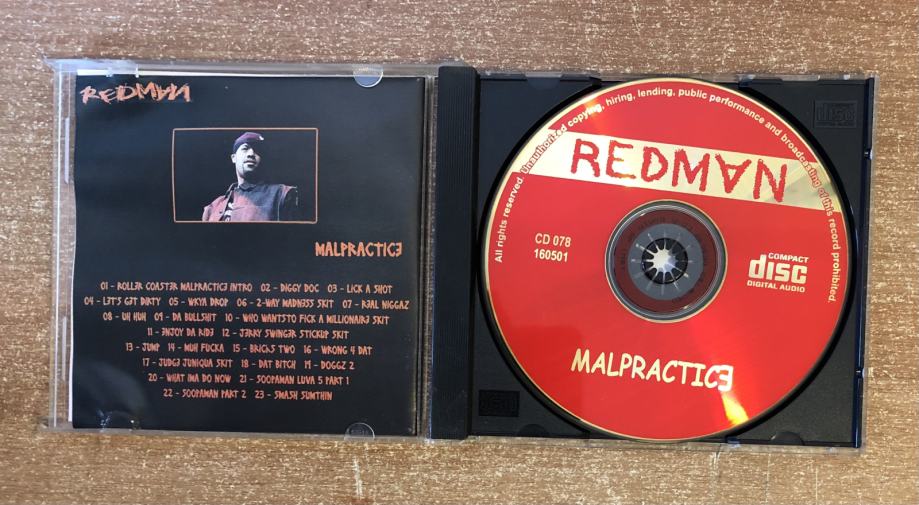 REDMAN
MALPRACTICE
01 - ROLLER COASTER MALPRACTICE INTRO 02 - DIGGY DOC 03 - LICK A SHOT
04 - LET'S GET DIRTY 05 - WKYA DROP 06 - 2-WAY MADNESS SKIT 07 - REAL NIGGAZ
08 - UH HUH 09 - DA BULLSHIT 10 - WHO WANTSTO FICK A MILLIONAIRE SKIT
11 - ENJOY DA RIDE 12 - JERRY SWINGER STICKUP SKIT
13 - JUMP 14 - MUH FUCKA 15 - BRICKS TWO 16 - WRONG 4 DAT
17 - JUDGE JUNIQUA SKIT 18 - DAT BITCH 19 - DOGGZ 2
20 - WHAT IMA DO NOW 21 - SOOPAMAN LUVA 5 PART 1
22 - SOOPAMAN PART 2 23 - SMASH SUMTHIN
All rights reserved. Unauthorized copying, hiring, lending, public performance and broadcasting of this record prohibited.
REDMAN
CD 078
160501
COMPACT
disc
DIGITAL AUDIO
MALPRACTICE